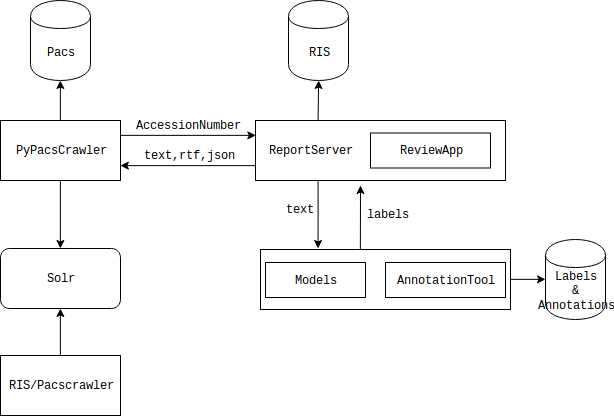 Pacs
RIS
AccessionNumber
PyPacsCrawler
ReportServer
ReviewApp
text,rtf,json
text
labels
Solr
Models
AnnotationTool
Labels
&
Annotations
RIS/Pacscrawler